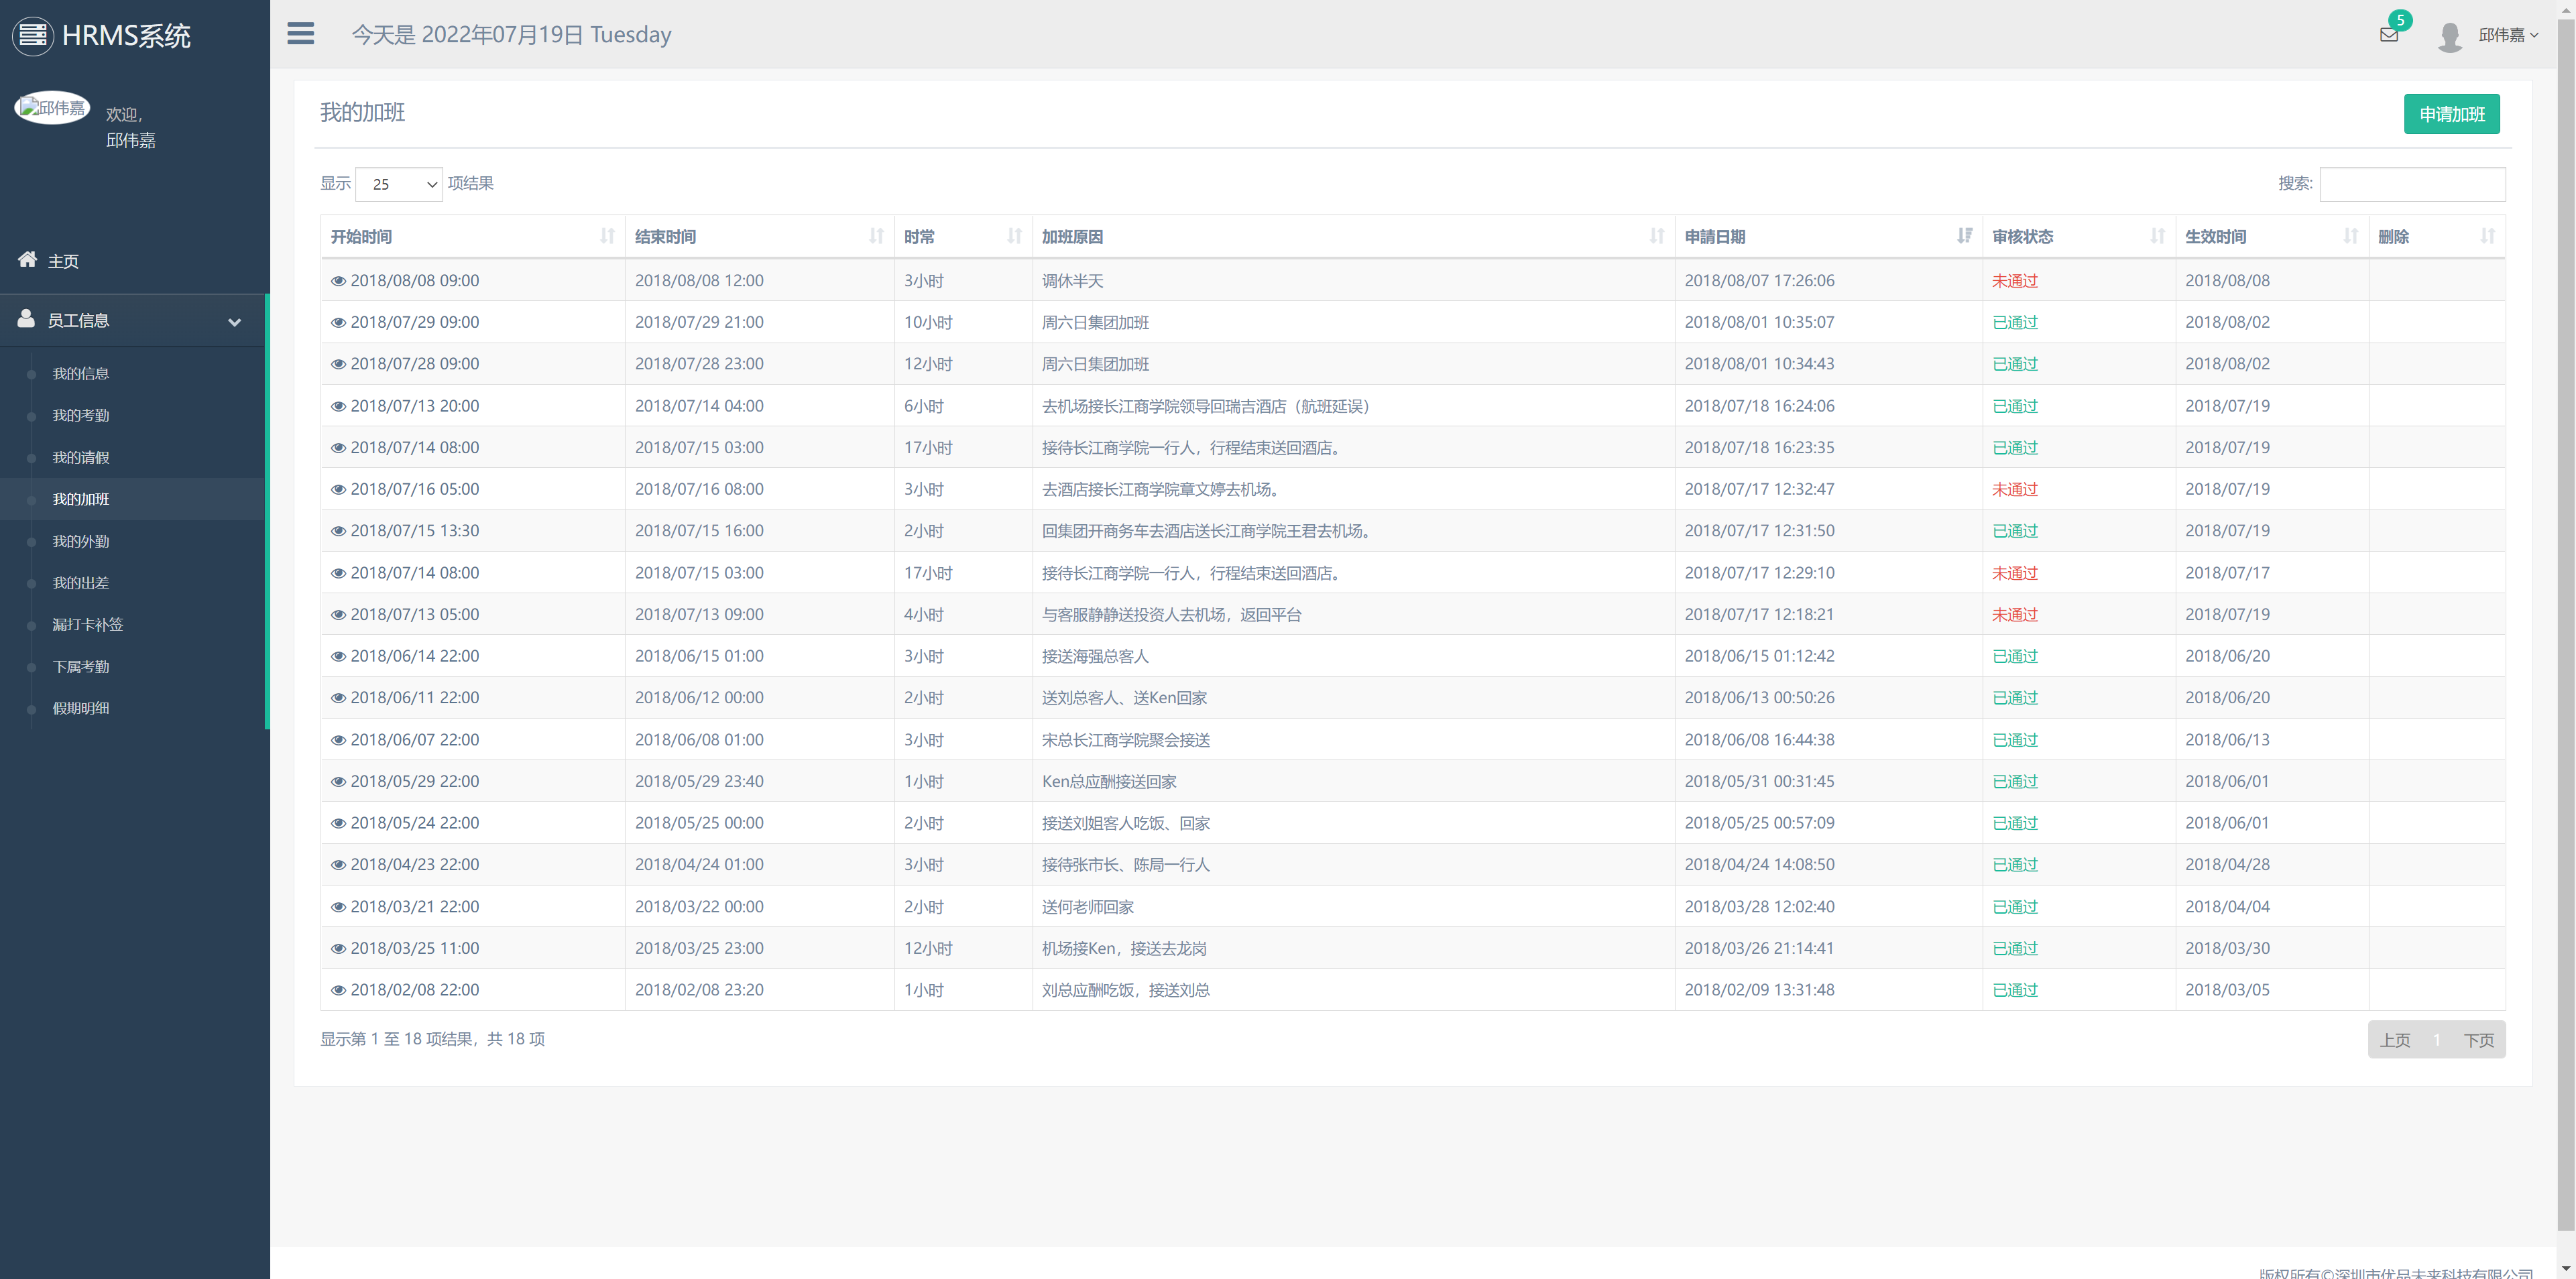 HRMS系统
今天是 2022年07月19日 Tuesday
5
邱伟嘉
邱伟嘉
欢迎,
邱伟嘉
主页
员工信息
我的信息
我的考勤
我的请假
我的加班
我的外勤
我的出差
漏打卡补签
下属考勤
假期明细
我的加班
申请加班
显示 25 项结果
搜索:
开始时间 结束时间 时常 加班原因 申請日期 审核状态 生效时间 删除
2018/08/08 09:00 2018/08/08 12:00 3小时 调休半天 2018/08/07 17:26:06 未通过 2018/08/08
2018/07/29 09:00 2018/07/29 21:00 10小时 周六日集团加班 2018/08/01 10:35:07 已通过 2018/08/02
2018/07/28 09:00 2018/07/28 23:00 12小时 周六日集团加班 2018/08/01 10:34:43 已通过 2018/08/02
2018/07/13 20:00 2018/07/14 04:00 6小时 去机场接长江商学院领导回瑞吉酒店（航班延误） 2018/07/18 16:24:06 已通过 2018/07/19
2018/07/14 08:00 2018/07/15 03:00 17小时 接待长江商学院一行人，行程结束送回酒店。 2018/07/18 16:23:35 已通过 2018/07/19
2018/07/16 05:00 2018/07/16 08:00 3小时 去酒店接长江商学院章文婷去机场。 2018/07/17 12:32:47 未通过 2018/07/19
2018/07/15 13:30 2018/07/15 16:00 2小时 回集团开商务车去酒店送长江商学院王君去机场。 2018/07/17 12:31:50 已通过 2018/07/19
2018/07/14 08:00 2018/07/15 03:00 17小时 接待长江商学院一行人，行程结束送回酒店。 2018/07/17 12:29:10 未通过 2018/07/17
2018/07/13 05:00 2018/07/13 09:00 4小时 与客服静静送投资人去机场，返回平台 2018/07/17 12:18:21 未通过 2018/07/19
2018/06/14 22:00 2018/06/15 01:00 3小时 接送海强总客人 2018/06/15 01:12:42 已通过 2018/06/20
2018/06/11 22:00 2018/06/12 00:00 2小时 送刘总客人、送Ken回家 2018/06/13 00:50:26 已通过 2018/06/20
2018/06/07 22:00 2018/06/08 01:00 3小时 宋总长江商学院聚会接送 2018/06/08 16:44:38 已通过 2018/06/13
2018/05/29 22:00 2018/05/29 23:40 1小时 Ken总应酬接送回家 2018/05/31 00:31:45 已通过 2018/06/01
2018/05/24 22:00 2018/05/25 00:00 2小时 接送刘姐客人吃饭、回家 2018/05/25 00:57:09 已通过 2018/06/01
2018/04/23 22:00 2018/04/24 01:00 3小时 接待张市长、陈局一行人 2018/04/24 14:08:50 已通过 2018/04/28
2018/03/21 22:00 2018/03/22 00:00 2小时 送何老师回家 2018/03/28 12:02:40 已通过 2018/04/04
2018/03/25 11:00 2018/03/25 23:00 12小时 机场接Ken，接送去龙岗 2018/03/26 21:14:41 已通过 2018/03/30
2018/02/08 22:00 2018/02/08 23:20 1小时 刘总应酬吃饭，接送刘总 2018/02/09 13:31:48 已通过 2018/03/05
显示第 1 至 18 项结果，共 18 项
上页 1 下页
版权所有©深圳市优品未来科技有限公司